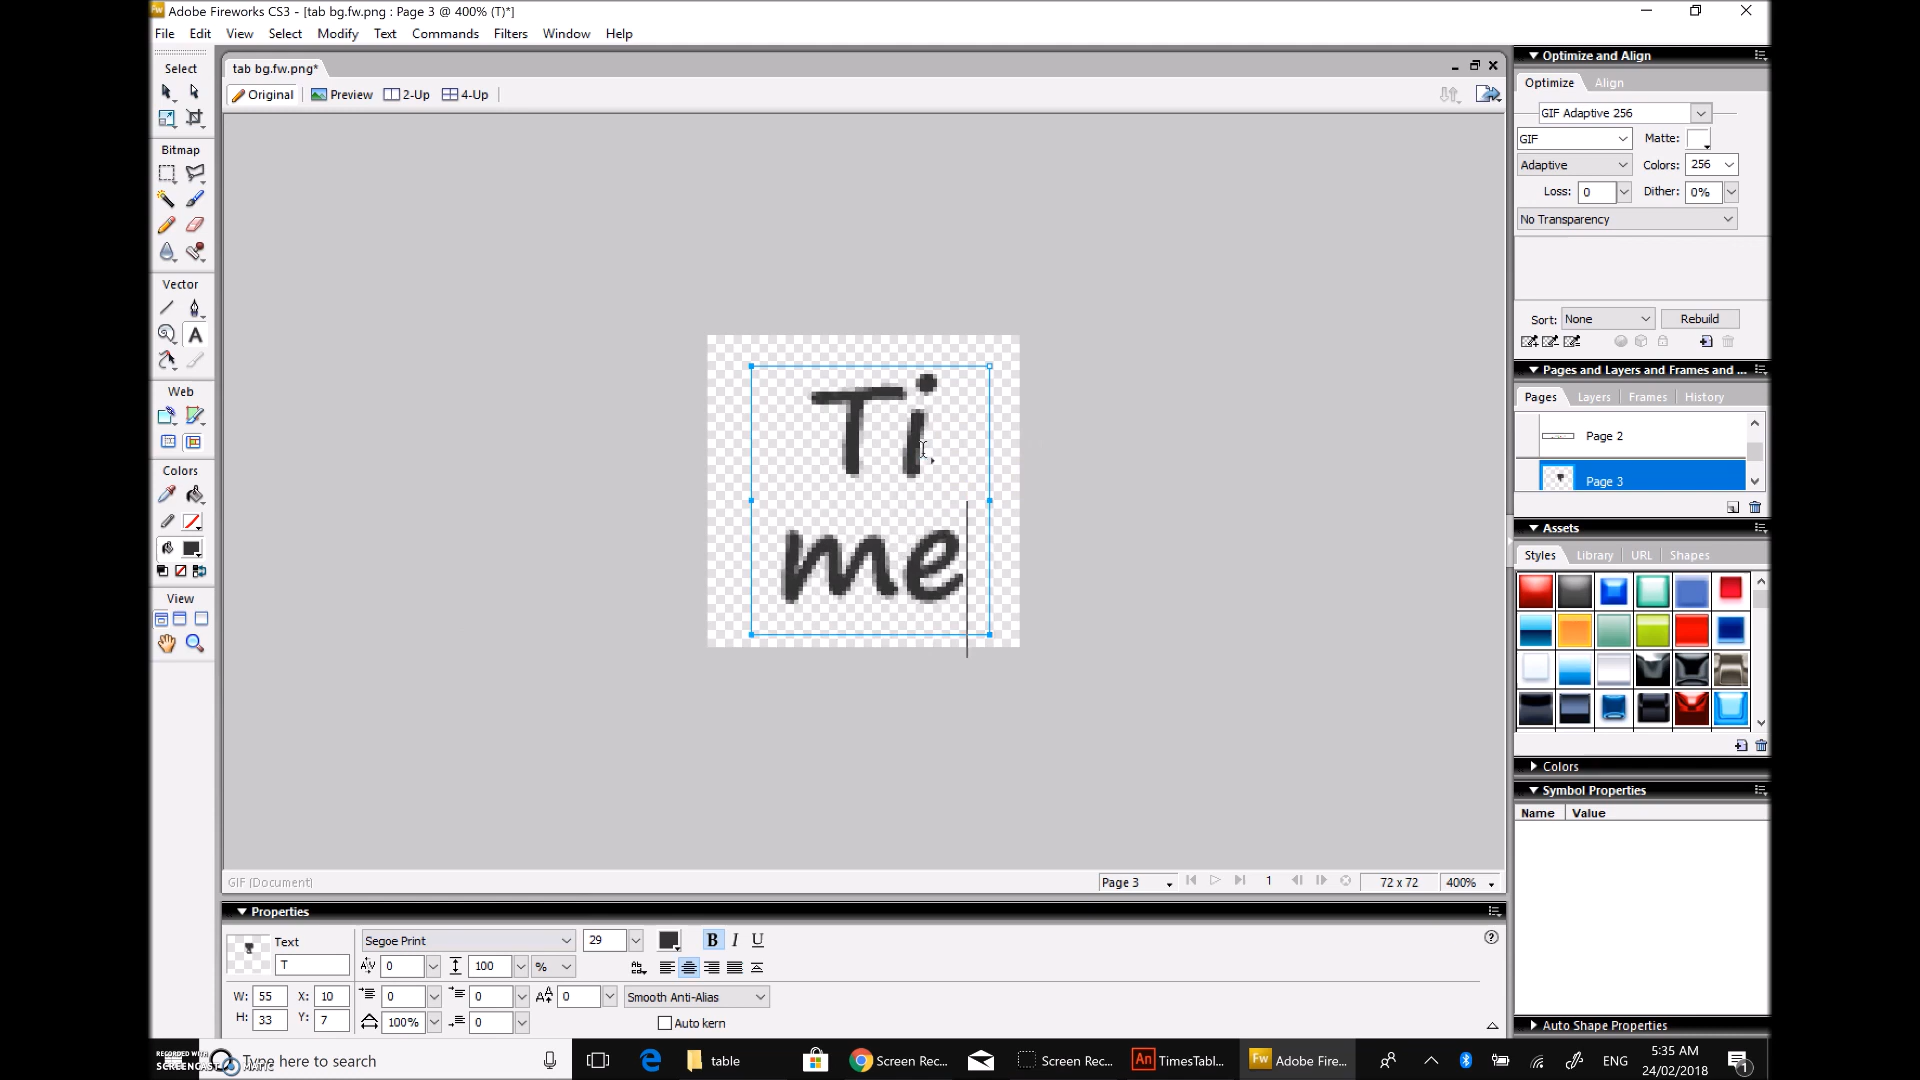 Adobe Fireworks CS3 - [tab bg.fw.png : Page 3 @ 400% (T)*]
File Edit View Select Modify Text Commands Filters Window Help
Select
Bitmap
Vector
Web
Colors
View
tab bg.fw.png*
Original Preview 2-Up 4-Up
Ti
me
GIF (Document)
Page 3 1 72 x 72 400%
Optimize and Align
Optimize Align
GIF Adaptive 256
GIF Matte:
Adaptive Colors: 256
Loss: 0 Dither: 0%
No Transparency
Sort: None Rebuild
Pages and Layers and Frames and ...
Pages Layers Frames History
Page 2
Page 3
Assets
Styles Library URL Shapes
Colors
Symbol Properties
Name Value
Auto Shape Properties
Properties
Text Segoe Print 29 B I U
T 0 100 %
W: 55 X: 10 0 0 0 Smooth Anti-Alias
H: 33 Y: 7 100% 0 Auto kern
RECORDED WITH
SCREENCAST MATIC
Type here to search
table
Screen Rec...
Screen Rec...
An TimesTabl...
Fw Adobe Fire...
ENG
5:35 AM
24/02/2018
1